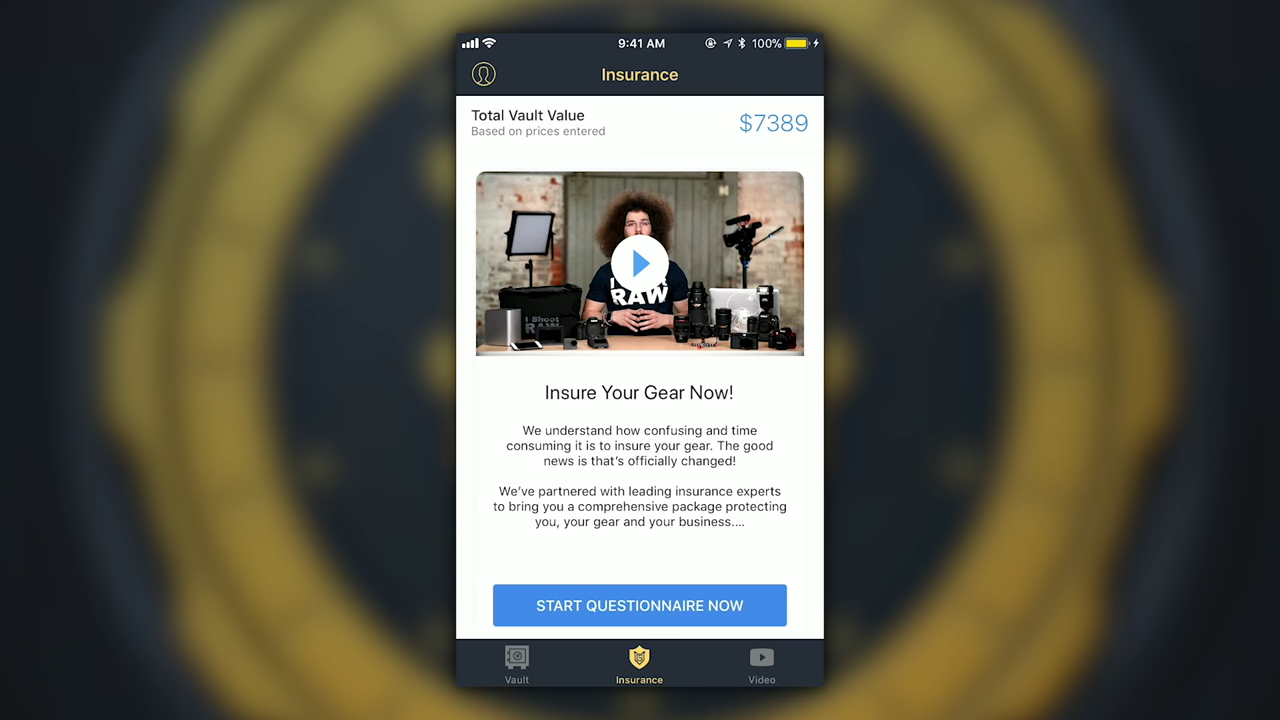 9:41 AM
100%
Insurance
Total Vault Value
Based on prices entered
$7389
I Shoot
RAW
RAW
Insure Your Gear Now!
We understand how confusing and time
consuming it is to insure your gear. The good
news is that's officially changed!
We've partnered with leading insurance experts
to bring you a comprehensive package protecting
you, your gear and your business....
START QUESTIONNAIRE NOW
Vault
Insurance
Video